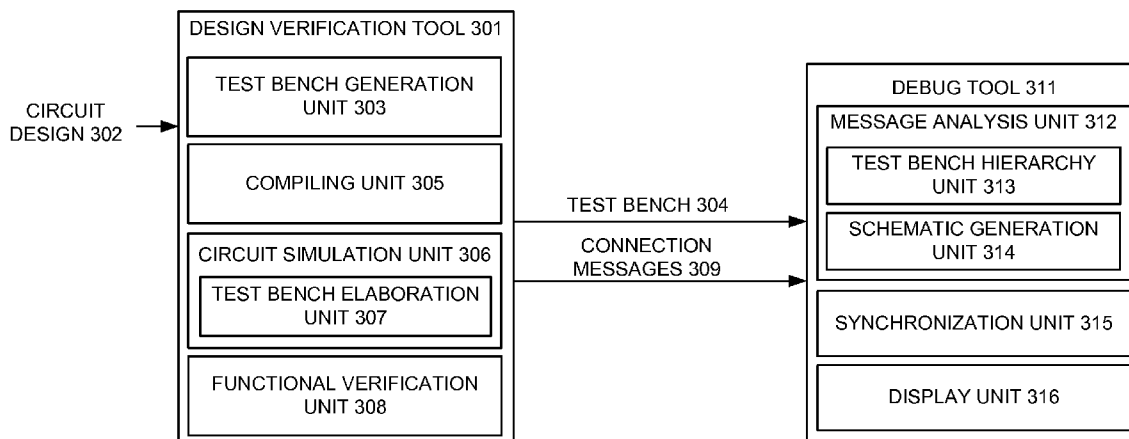 CIRCUIT
DESIGN 302
DESIGN VERIFICATION TOOL 301
TEST BENCH GENERATION
UNIT 303
COMPILING UNIT 305
CIRCUIT SIMULATION UNIT 306
TEST BENCH ELABORATION
UNIT 307
FUNCTIONAL VERIFICATION
UNIT 308
TEST BENCH 304
CONNECTION
MESSAGES 309
DEBUG TOOL 311
MESSAGE ANALYSIS UNIT 312
TEST BENCH HIERARCHY
UNIT 313
SCHEMATIC GENERATION
UNIT 314
SYNCHRONIZATION UNIT 315
DISPLAY UNIT 316